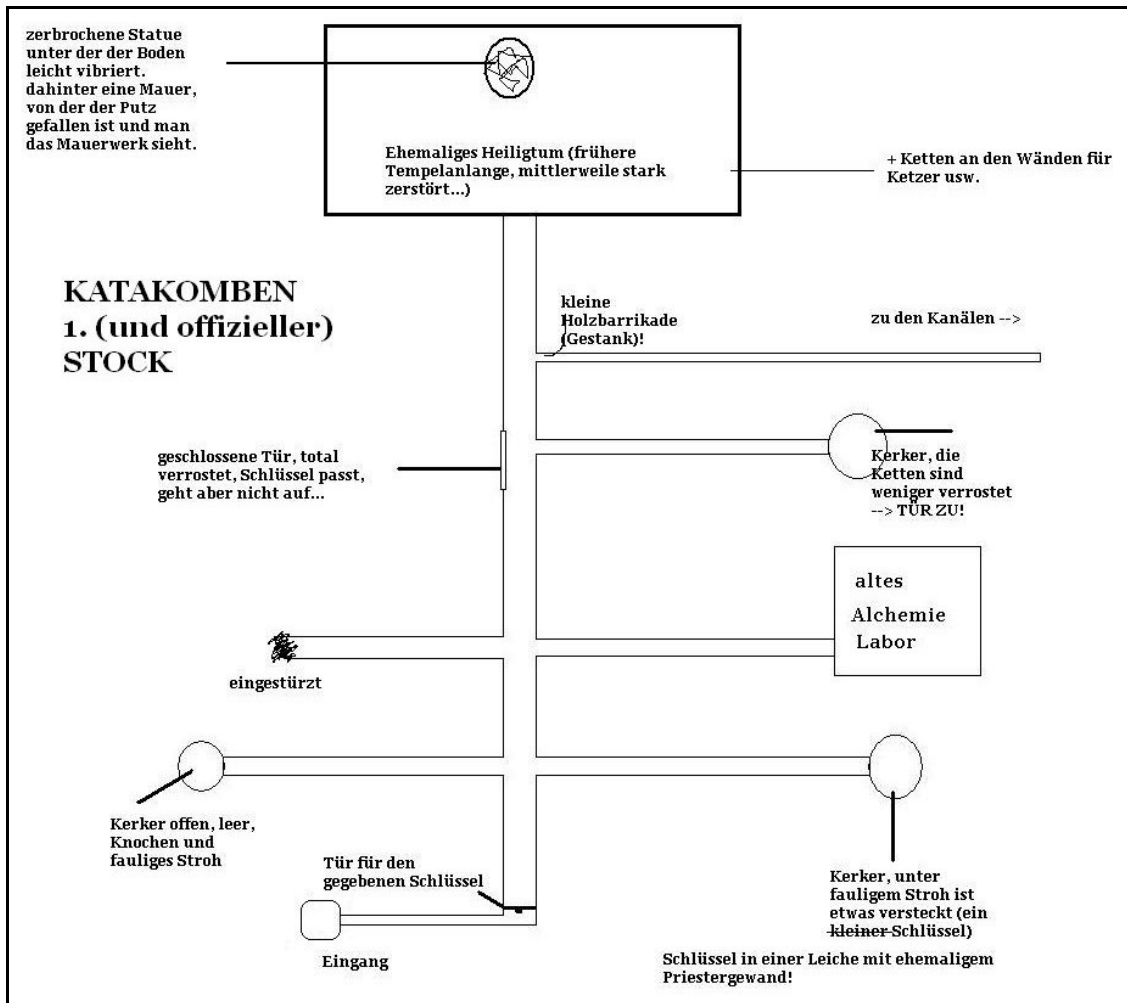 zerbrochene Statue
unter der der Boden
leicht vibriert.
dahinter eine Mauer,
von der der Putz
gefallen ist und man
das Mauerwerk sieht.
Ehemaliges Heiligtum (frühere
Tempelanlange, mittlerweile stark
zerstört...)
+ Ketten an den Wänden für
Ketzer usw.
KATAKOMBEN
1. (und offizieller)
STOCK
kleine
Holzbarrikade
(Gestank)!
zu den Kanälen -->
geschlossene Tür, total
verrostet, Schlüssel passt,
geht aber nicht auf...
Kerker, die
Ketten sind
weniger verrostet
--> TÜR ZU!
altes
Alchemie
Labor
eingestürzt
Kerker offen, leer,
Knochen und
fauliges Stroh
Tür für den
gegebenen Schlüssel
Kerker, unter
fauligem Stroh ist
etwas versteckt (ein
kleiner Schlüssel)
Eingang
Schlüssel in einer Leiche mit ehemaligem
Priestergewand!